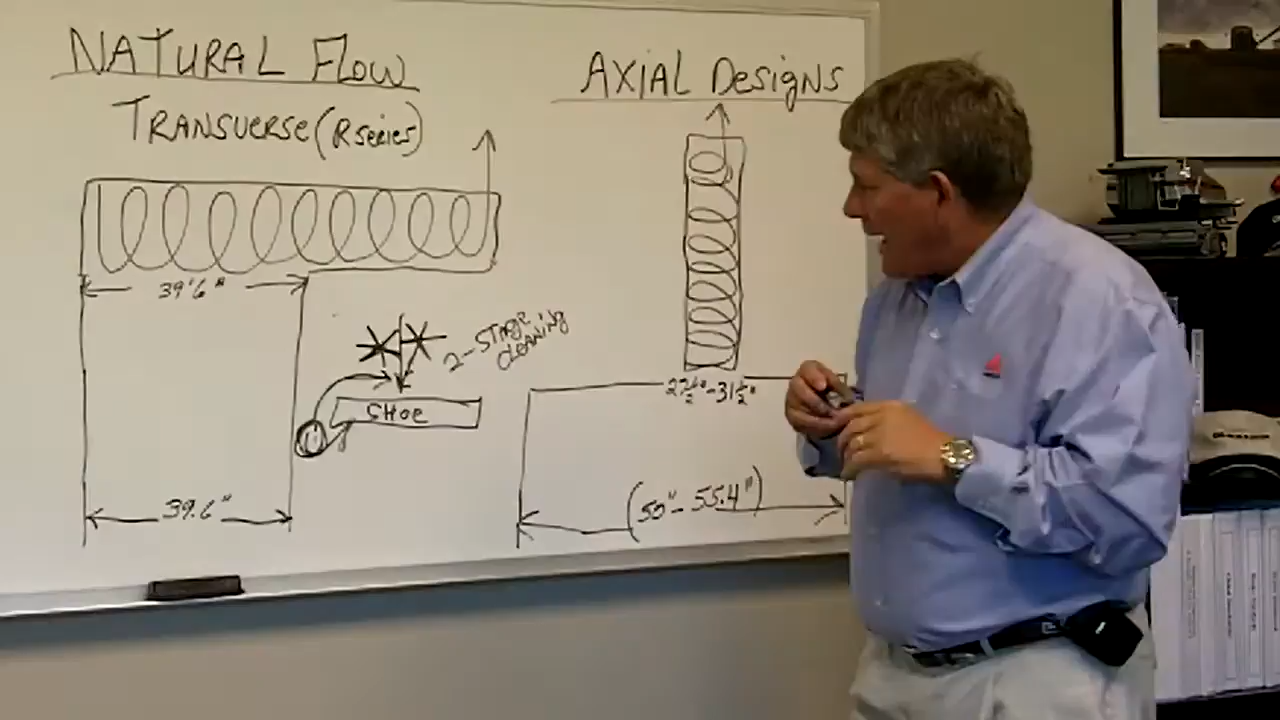 NATURAL FLOW
TRANSVERSE (R SERIES)
39'6"
2-STAGE
CLEANING
SHOE
39.6"
AXIAL DESIGNS
27½"-31½"
(50"-55.4")